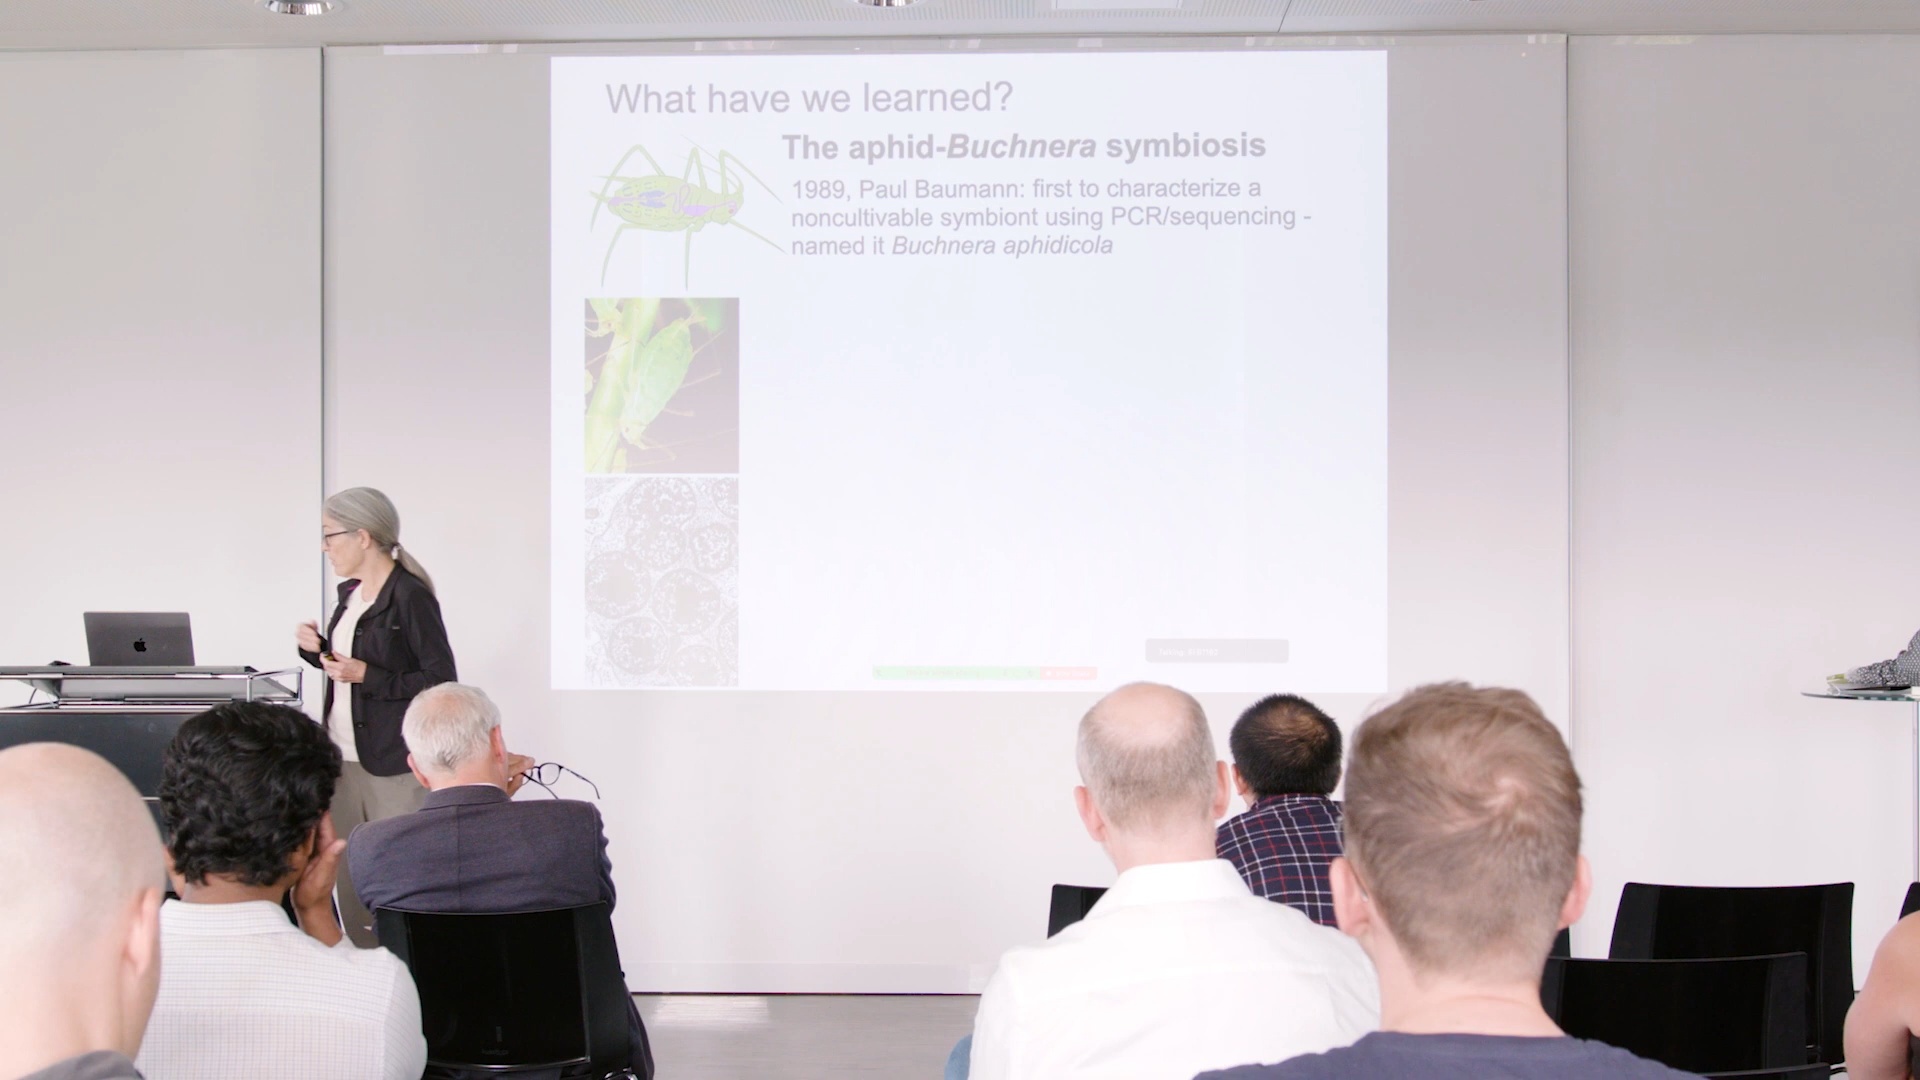 What have we learned?
The aphid-Buchnera symbiosis
1989, Paul Baumann: first to characterize a
noncultivable symbiont using PCR/sequencing -
named it Buchnera aphidicola